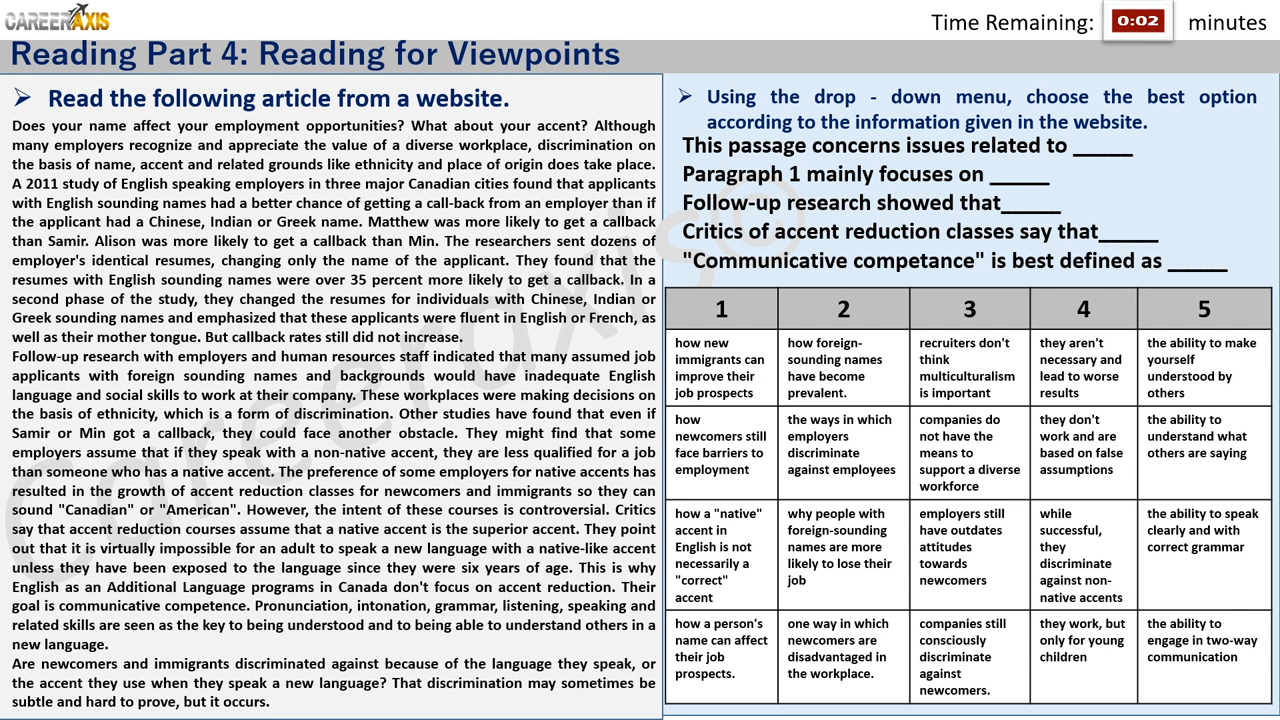 CAREERAXIS
Time Remaining: 0:02 minutes
Reading Part 4: Reading for Viewpoints
Read the following article from a website.
Does your name affect your employment opportunities? What about your accent? Although
many employers recognize and appreciate the value of a diverse workplace, discrimination on
the basis of name, accent and related grounds like ethnicity and place of origin does take place.
A 2011 study of English speaking employers in three major Canadian cities found that applicants
with English sounding names had a better chance of getting a call-back from an employer than if
the applicant had a Chinese, Indian or Greek name. Matthew was more likely to get a callback
than Samir. Alison was more likely to get a callback than Min. The researchers sent dozens of
employer's identical resumes, changing only the name of the applicant. They found that the
resumes with English sounding names were over 35 percent more likely to get a callback. In a
second phase of the study, they changed the resumes for individuals with Chinese, Indian or
Greek sounding names and emphasized that these applicants were fluent in English or French, as
well as their mother tongue. But callback rates still did not increase.
Follow-up research with employers and human resources staff indicated that many assumed job
applicants with foreign sounding names and backgrounds would have inadequate English
language and social skills to work at their company. These workplaces were making decisions on
the basis of ethnicity, which is a form of discrimination. Other studies have found that even if
Samir or Min got a callback, they could face another obstacle. They might find that some
employers assume that if they speak with a non-native accent, they are less qualified for a job
than someone who has a native accent. The preference of some employers for native accents has
resulted in the growth of accent reduction classes for newcomers and immigrants so they can
sound "Canadian" or "American". However, the intent of these courses is controversial. Critics
say that accent reduction courses assume that a native accent is the superior accent. They point
out that it is virtually impossible for an adult to speak a new language with a native-like accent
unless they have been exposed to the language since they were six years of age. This is why
English as an Additional Language programs in Canada don't focus on accent reduction. Their
goal is communicative competence. Pronunciation, intonation, grammar, listening, speaking and
related skills are seen as the key to being understood and to being able to understand others in a
new language.
Are newcomers and immigrants discriminated against because of the language they speak, or
the accent they use when they speak a new language? That discrimination may sometimes be
subtle and hard to prove, but it occurs.
Using the drop - down menu, choose the best option
according to the information given in the website.
This passage concerns issues related to _____
Paragraph 1 mainly focuses on _____
Follow-up research showed that_____
Critics of accent reduction classes say that_____
"Communicative competance" is best defined as _____
1 2 3 4 5
how new
immigrants can
improve their
job prospects
how foreign-
sounding names
have become
prevalent.
recruiters don't
think
multiculturalism
is important
they aren't
necessary and
lead to worse
results
the ability to make
yourself
understood by
others
how
newcomers still
face barriers to
employment
the ways in which
employers
discriminate
against employees
companies do
not have the
means to
support a diverse
workforce
they don't
work and are
based on false
assumptions
the ability to
understand what
others are saying
how a "native"
accent in
English is not
necessarily a
"correct"
accent
why people with
foreign-sounding
names are more
likely to lose their
job
employers still
have outdates
attitudes
towards
newcomers
while
successful,
they
discriminate
against non-
native accents
the ability to speak
clearly and with
correct grammar
how a person's
name can affect
their job
prospects.
one way in which
newcomers are
disadvantaged in
the workplace.
companies still
consciously
discriminate
against
newcomers.
they work, but
only for young
children
the ability to
engage in two-way
communication
Careeraxis©